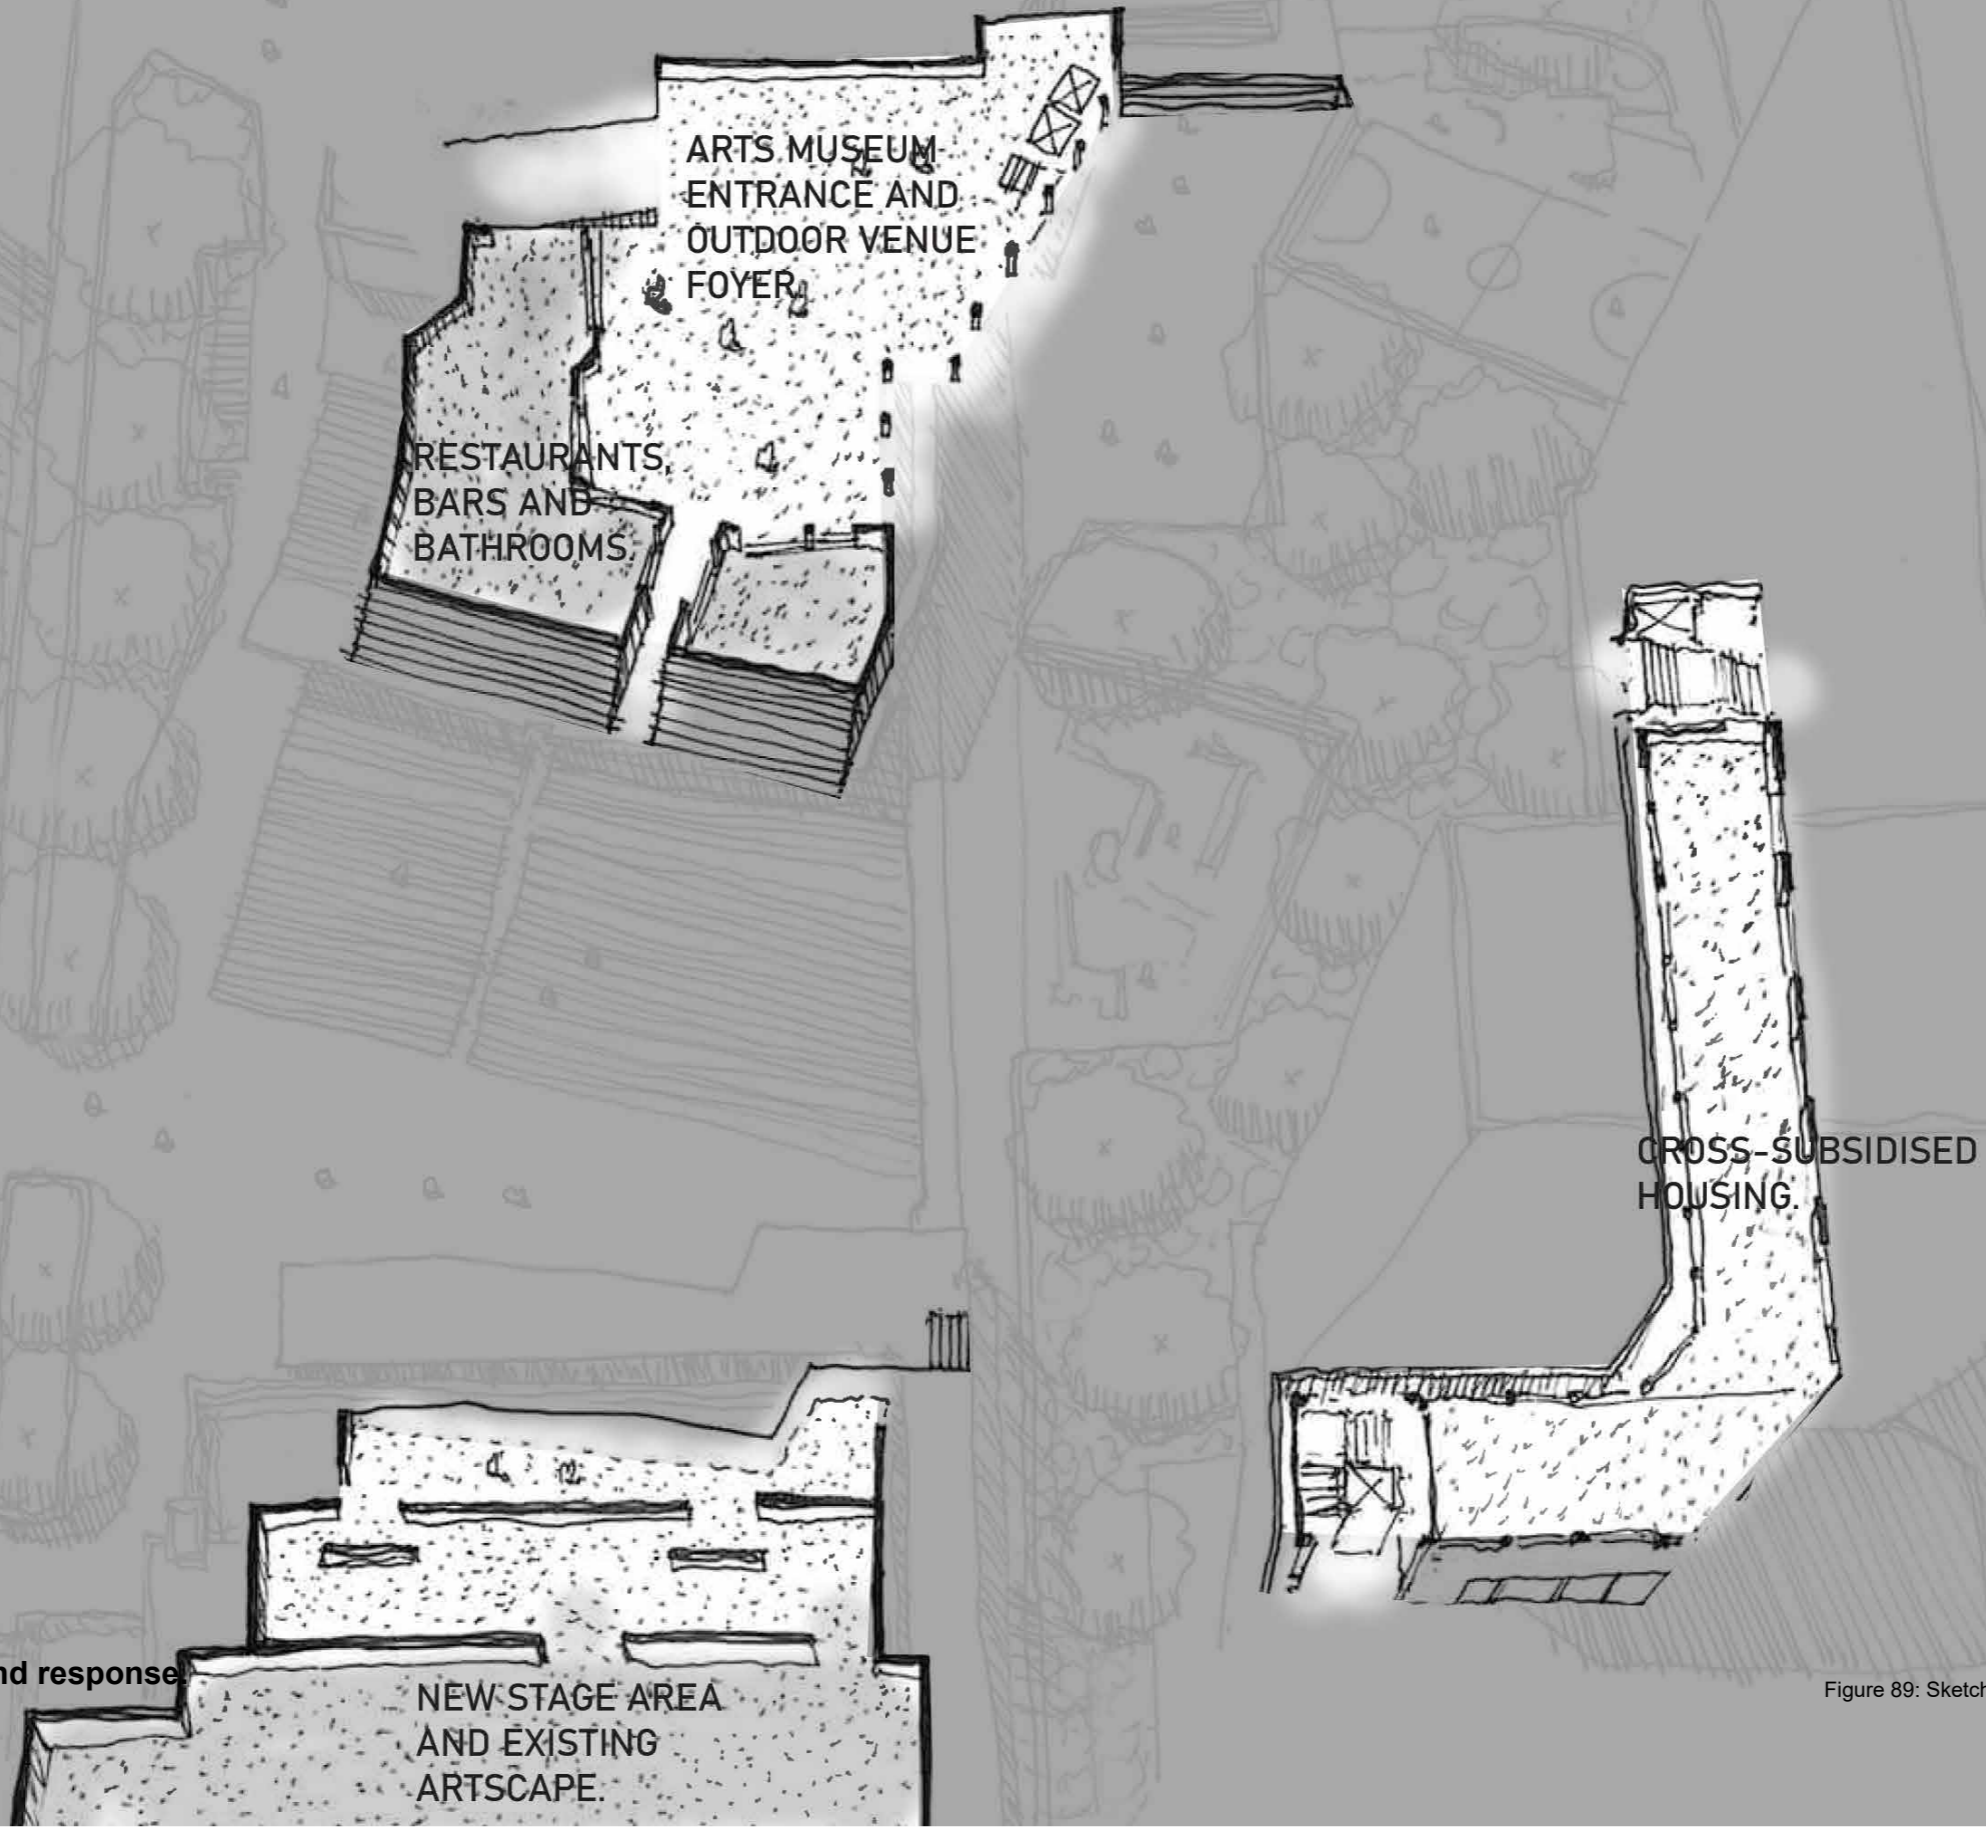 ARTS MUSEUM
ENTRANCE AND
OUTDOOR VENUE
FOYER.
RESTAURANTS,
BARS AND
BATHROOMS.
CROSS-SUBSIDISED
HOUSING.
nd response.
Figure 89: Sketch
NEW STAGE AREA
AND EXISTING
ARTSCAPE.